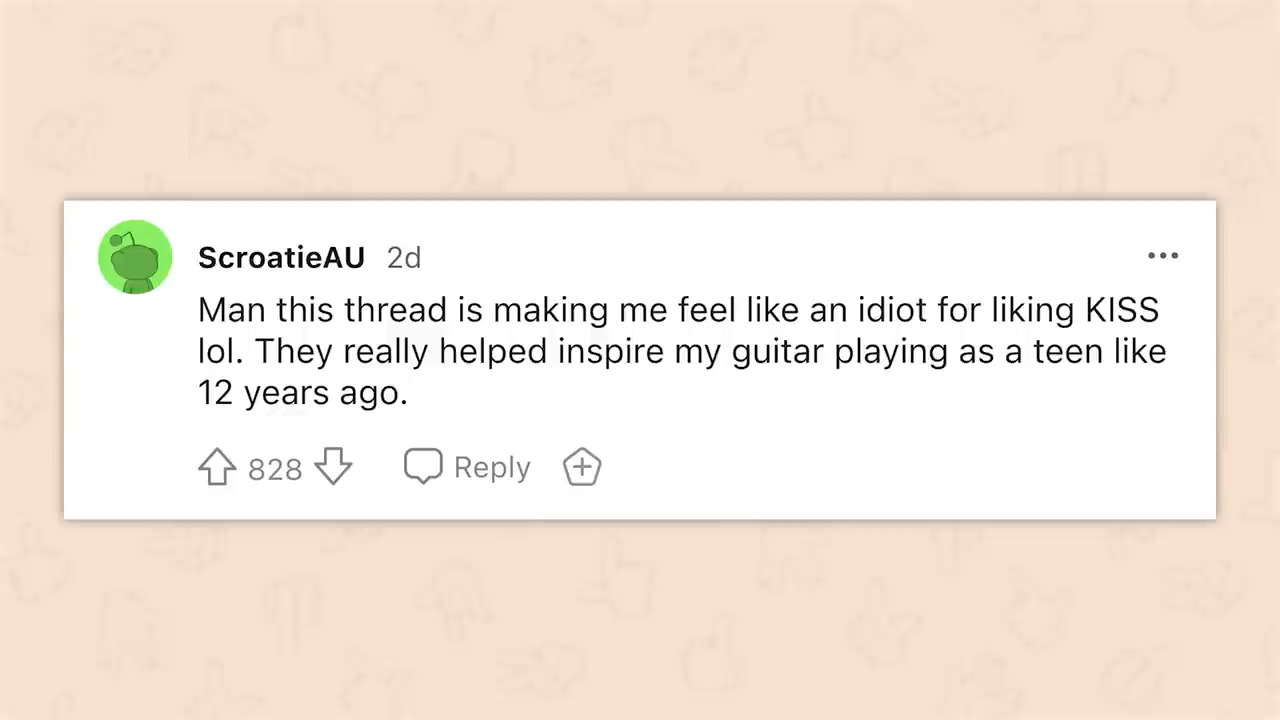 ScroatieAU 2d
Man this thread is making me feel like an idiot for liking KISS
lol. They really helped inspire my guitar playing as a teen like
12 years ago.
828 Reply